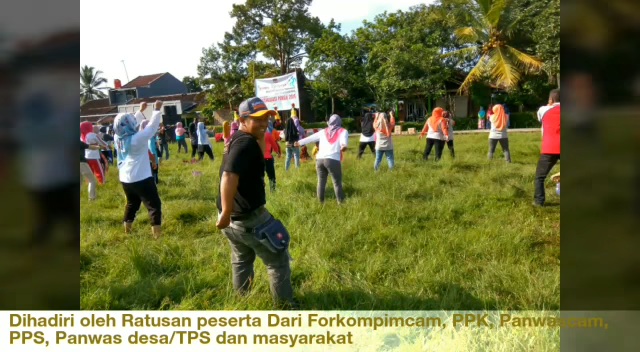 Dihadiri oleh Ratusan peserta Dari Forkompimcam, PPK, Panwascam,
PPS, Panwas desa/TPS dan masyarakat